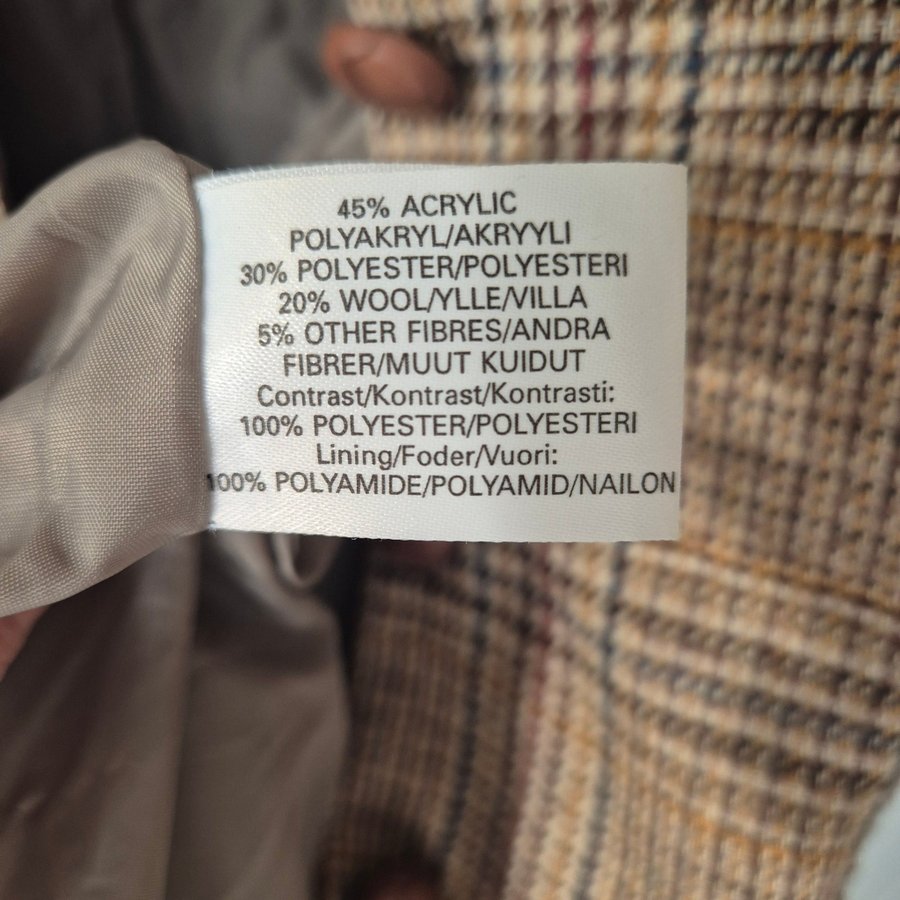 45% ACRYLIC
POLYAKRYL/AKRYYLI
30% POLYESTER/POLYESTERI
20% WOOL/YLLE/VILLA
5% OTHER FIBRES/ANDRA
FIBRER/MUUT KUIDUT
Contrast/Kontrast/Kontrasti:
100% POLYESTER/POLYESTERI
Lining/Foder/Vuori:
100% POLYAMIDE/POLYAMID/NAILON